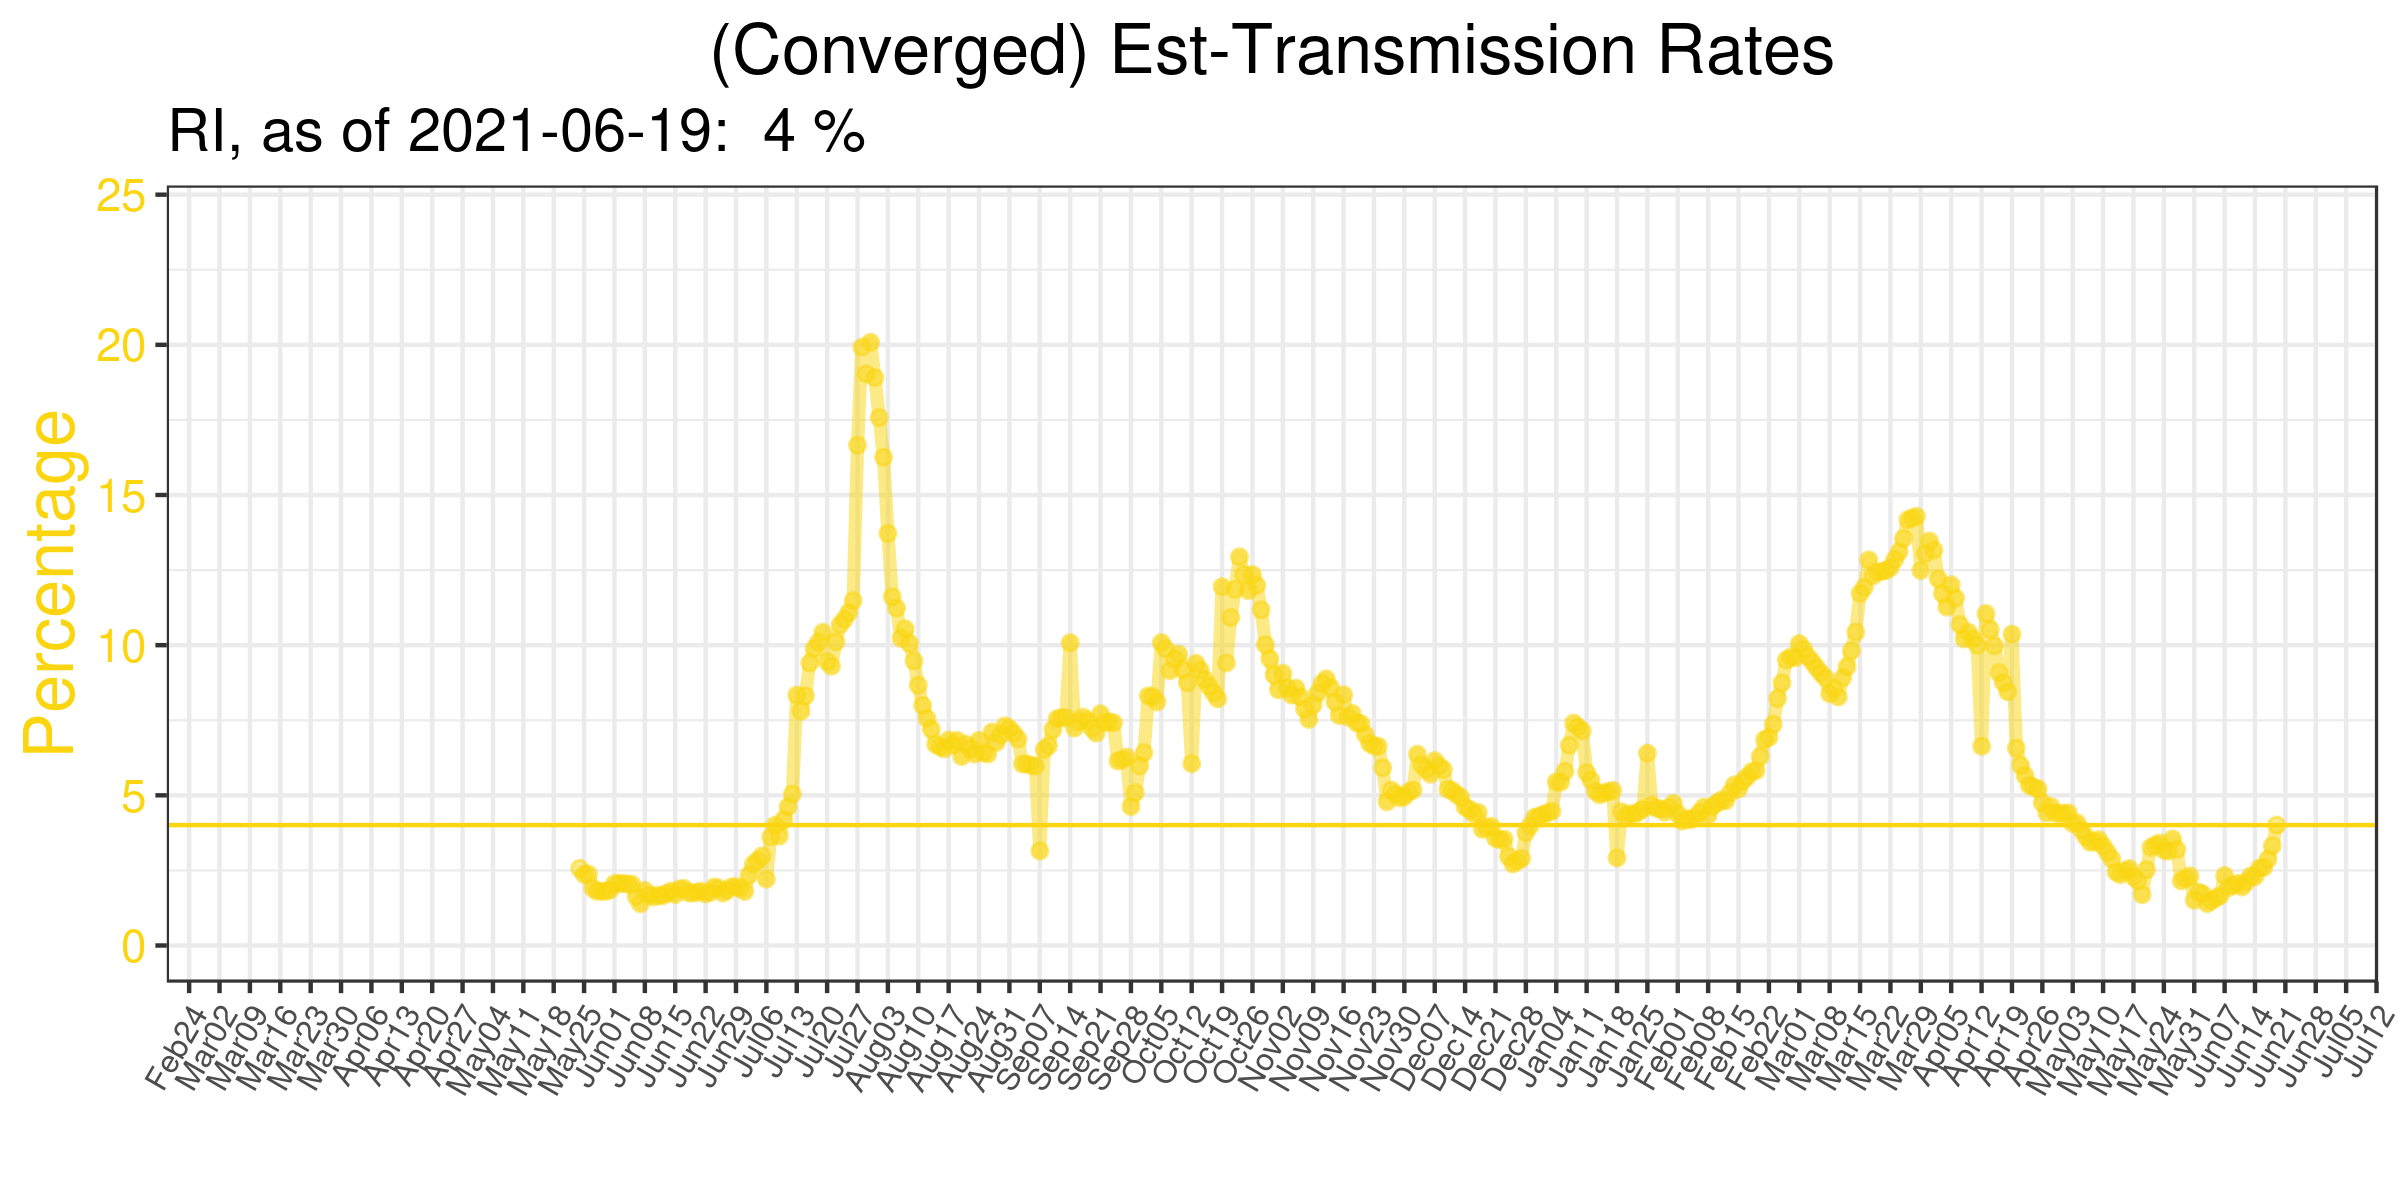 (Converged) Est-Transmission Rates
RI, as of 2021-06-19:  4 %
Percentage
25
20
15
10
5
0
Feb24
Mar02
Mar09
Mar16
Mar23
Mar30
Apr06
Apr13
Apr20
Apr27
May04
May11
May18
May25
Jun01
Jun08
Jun15
Jun22
Jun29
Jul06
Jul13
Jul20
Jul27
Aug03
Aug10
Aug17
Aug24
Aug31
Sep07
Sep14
Sep21
Sep28
Oct05
Oct12
Oct19
Oct26
Nov02
Nov09
Nov16
Nov23
Nov30
Dec07
Dec14
Dec21
Dec28
Jan04
Jan11
Jan18
Jan25
Feb01
Feb08
Feb15
Feb22
Mar01
Mar08
Mar15
Mar22
Mar29
Apr05
Apr12
Apr19
Apr26
May03
May10
May17
May24
May31
Jun07
Jun14
Jun21
Jun28
Jul05
Jul12